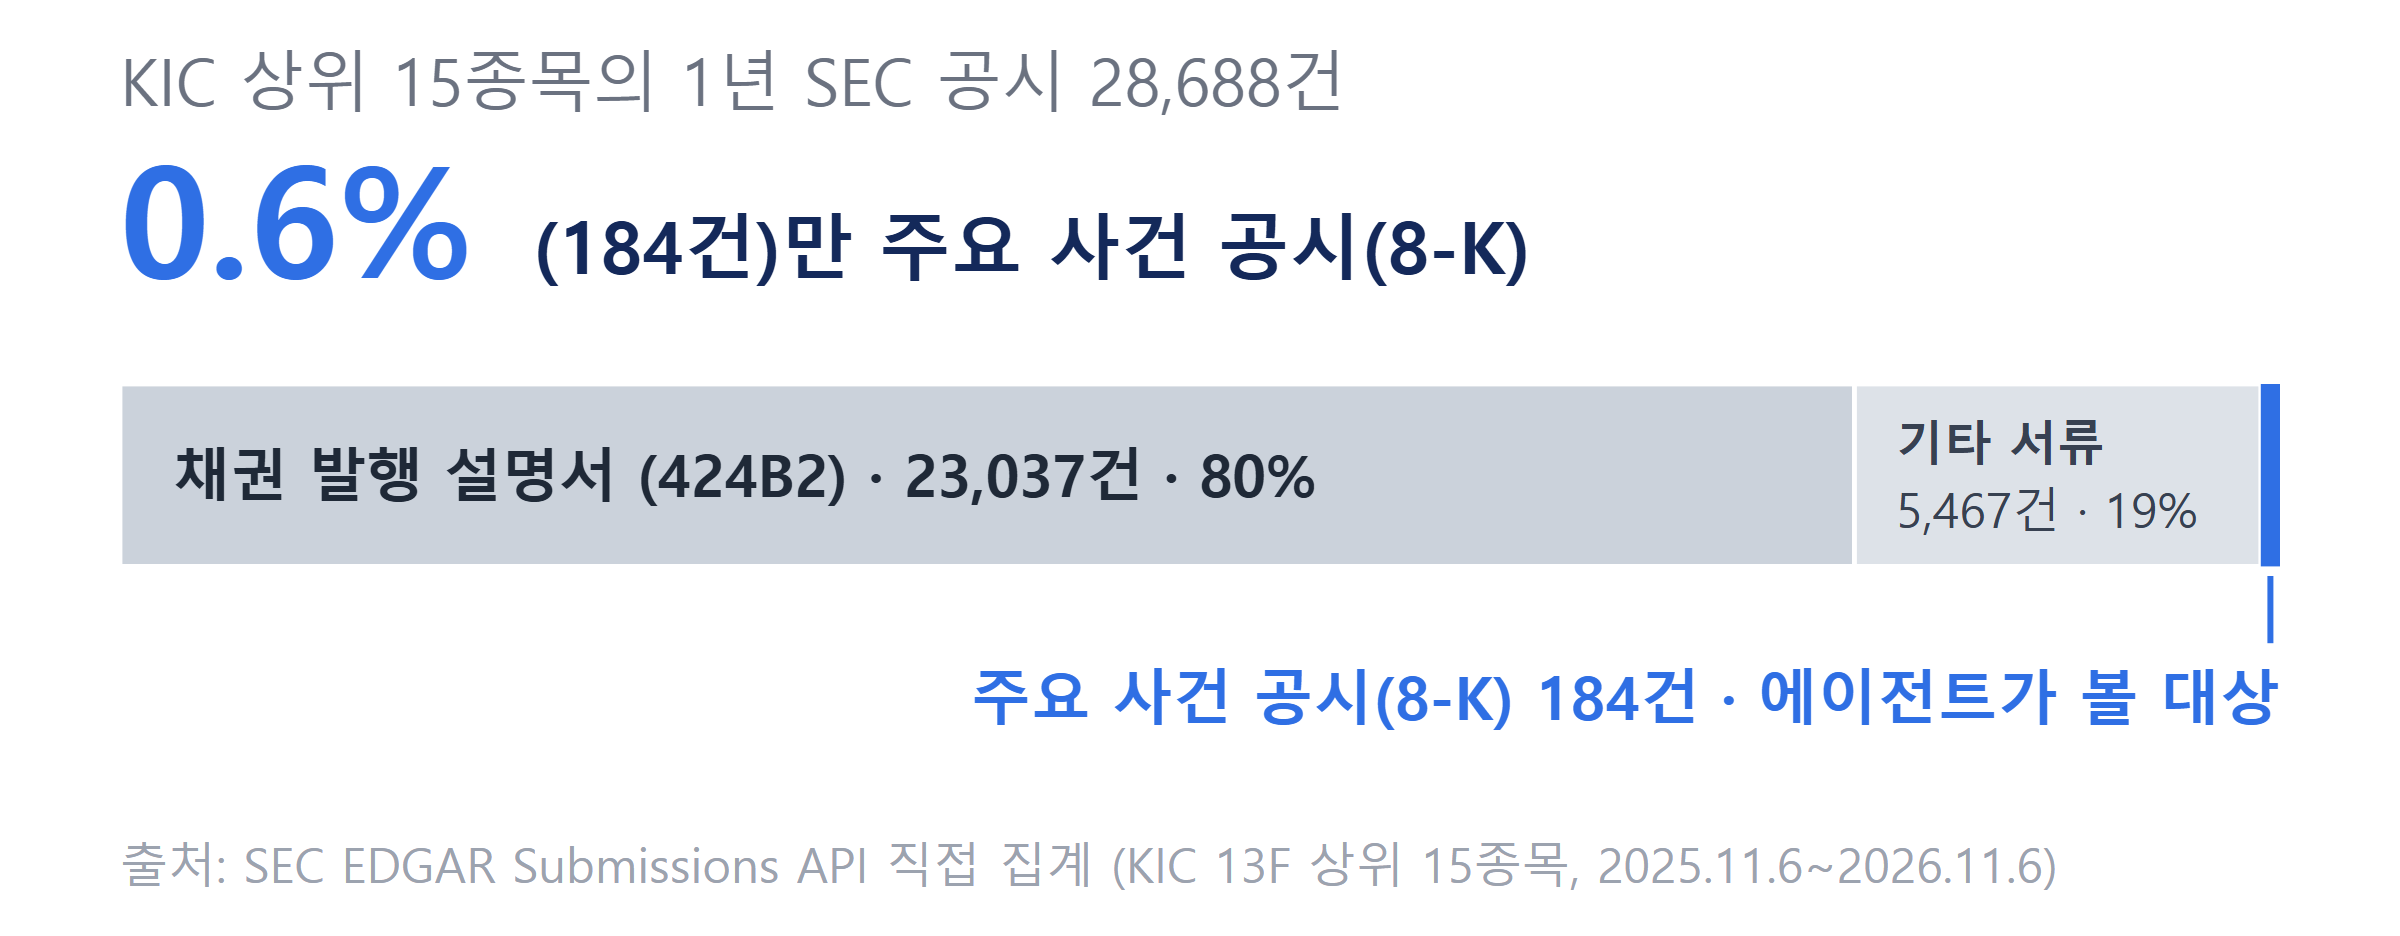 KIC 상위 15종목의 1년 SEC 공시 28,688건
0.6% (184건)만 주요 사건 공시(8-K)
채권 발행 설명서 (424B2) · 23,037건 · 80%
기타 서류
5,467건 · 19%
주요 사건 공시(8-K) 184건 · 에이전트가 볼 대상
출처: SEC EDGAR Submissions API 직접 집계 (KIC 13F 상위 15종목, 2025.11.6~2026.11.6)